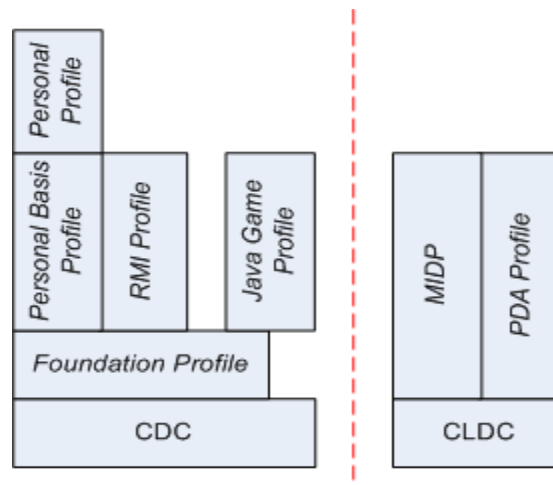 Personal
Profile
Personal Basis
Profile
RMI Profile
Java Game
Profile
Foundation Profile
CDC
MIDP
PDA Profile
CLDC